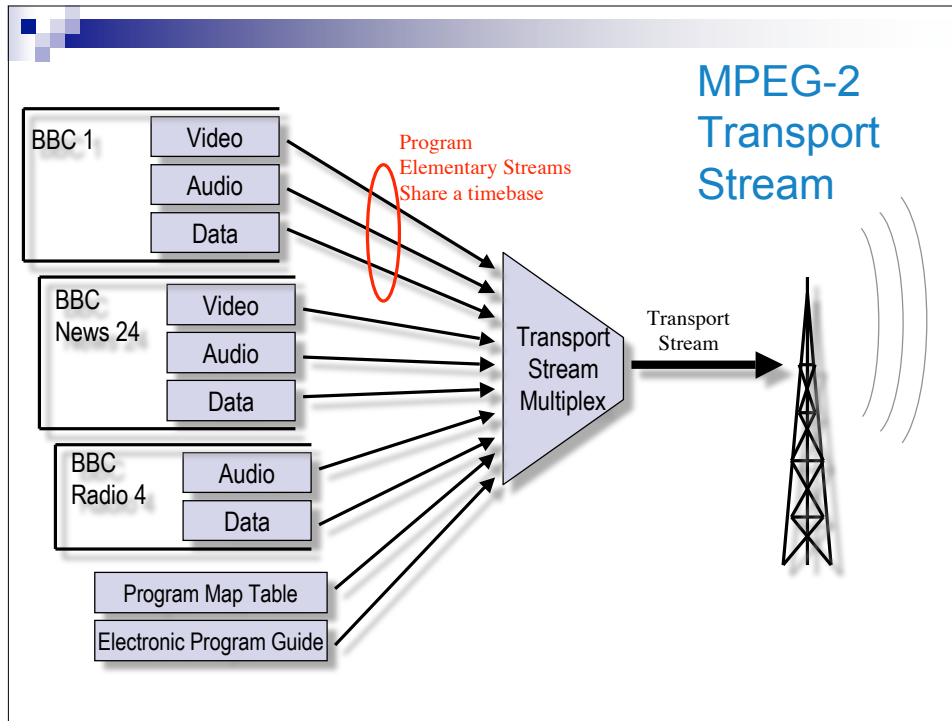 MPEG-2
Transport
Stream
BBC 1
Video
Audio
Data
Program
Elementary Streams
Share a timebase
BBC
News 24
Video
Audio
Data
BBC
Radio 4
Audio
Data
Program Map Table
Electronic Program Guide
Transport
Stream
Multiplex
Transport
Stream